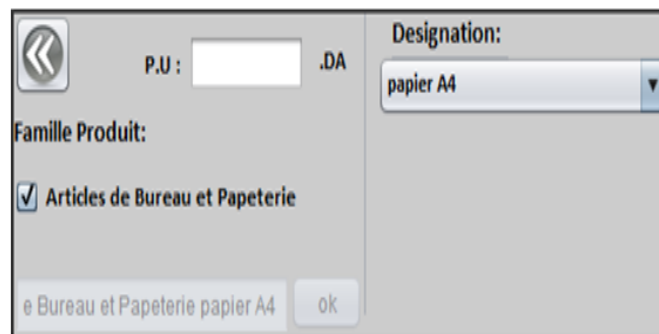 P.U :
.DA
Designation:
papier A4
Famille Produit:
Articles de Bureau et Papeterie
e Bureau et Papeterie papier A4
ok